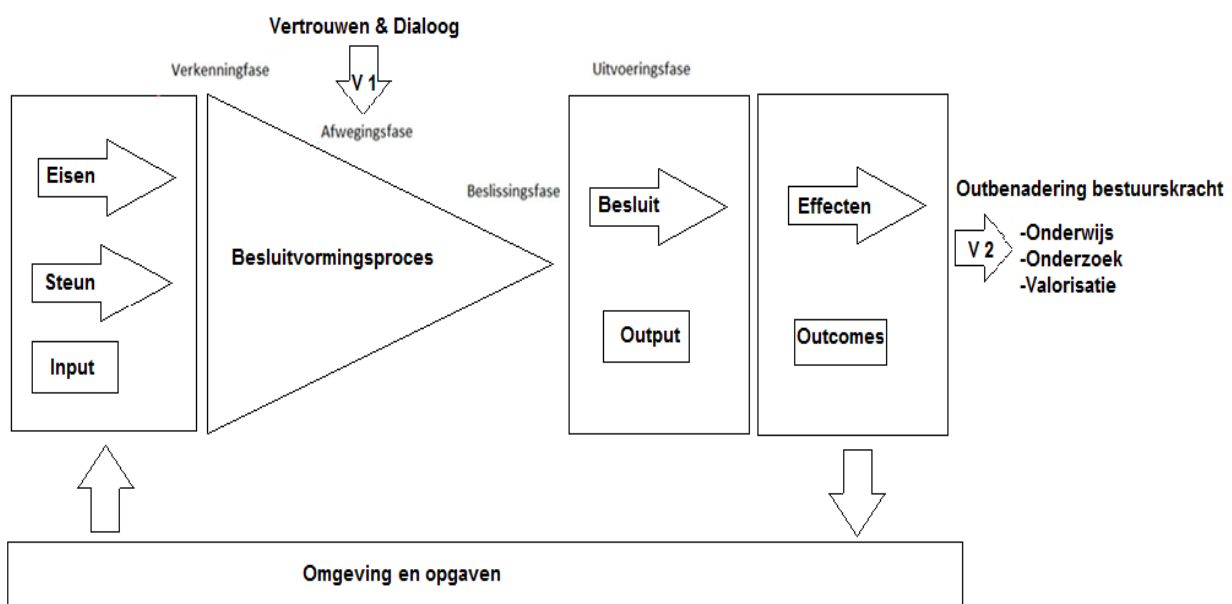 Vertrouwen & Dialoog
V 1
Verkenningfase
Afwegingsfase
Beslissingsfase
Uitvoeringsfase
Eisen
Steun
Input
Besluitvormingsproces
Besluit
Output
Effecten
Outcomes
Outbenadering bestuurskracht
V 2
-Onderwijs
-Onderzoek
-Valorisatie
Omgeving en opgaven